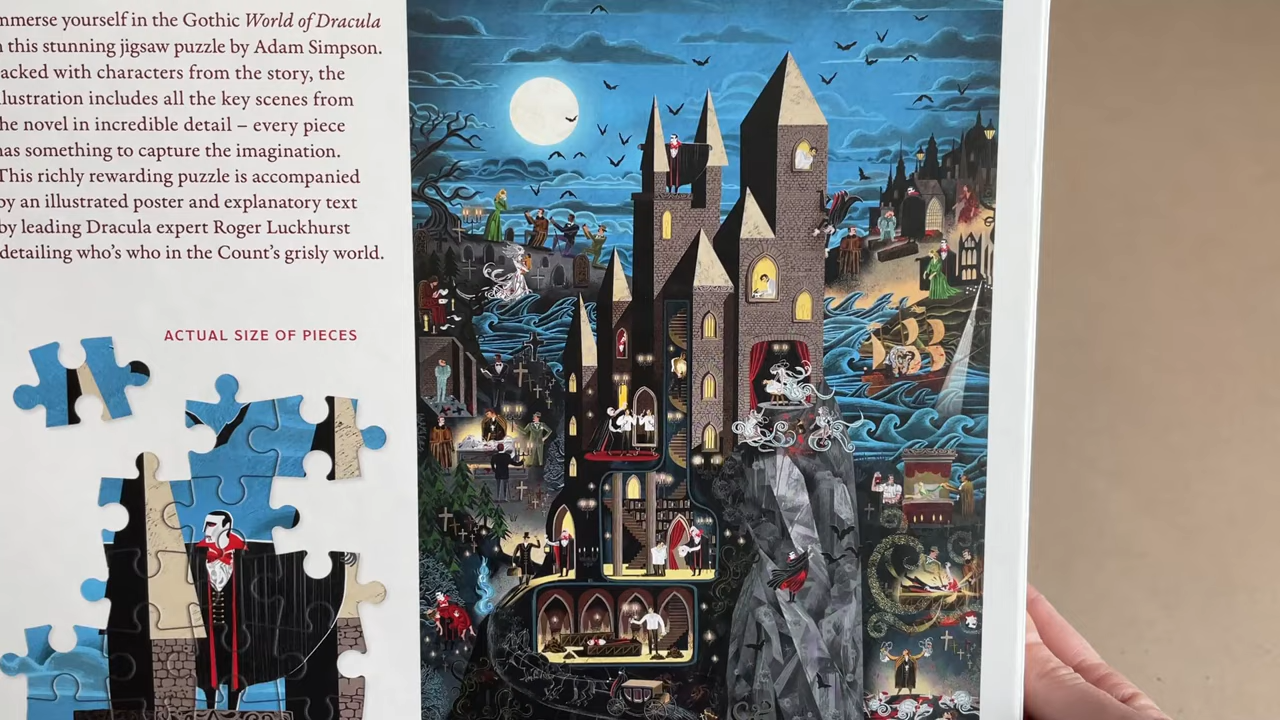 mmerse yourself in the Gothic World of Dracula
n this stunning jigsaw puzzle by Adam Simpson.
acked with characters from the story, the
llustration includes all the key scenes from
he novel in incredible detail – every piece
has something to capture the imagination.
This richly rewarding puzzle is accompanied
by an illustrated poster and explanatory text
by leading Dracula expert Roger Luckhurst
detailing who's who in the Count's grisly world.
ACTUAL SIZE OF PIECES